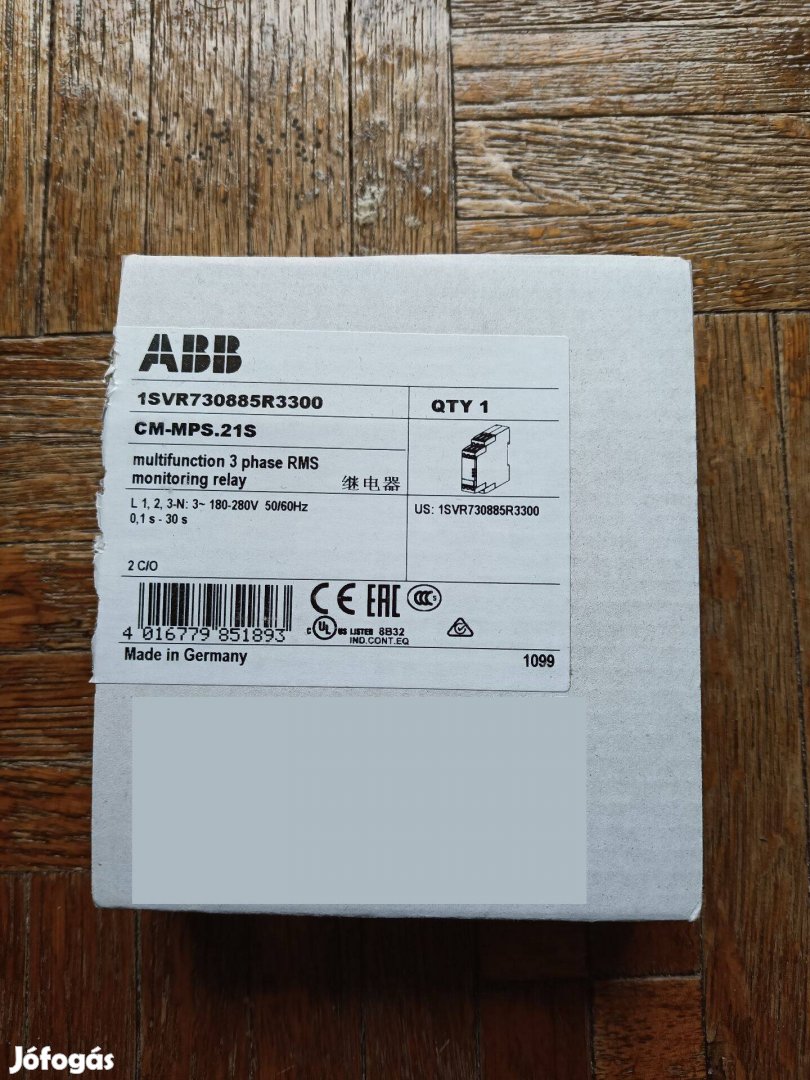 ABB
1SVR730885R3300
QTY 1
CM-MPS.21S
multifunction 3 phase RMS
monitoring relay
继电器
L 1, 2, 3-N: 3~ 180-280V 50/60Hz
0,1 s - 30 s
US: 1SVR730885R3300
2 C/O
4 016779 851893
CE EAC CCC S
C UL US LISTED 8B32
IND.CONT.EQ
Made in Germany
1099
Jófogás